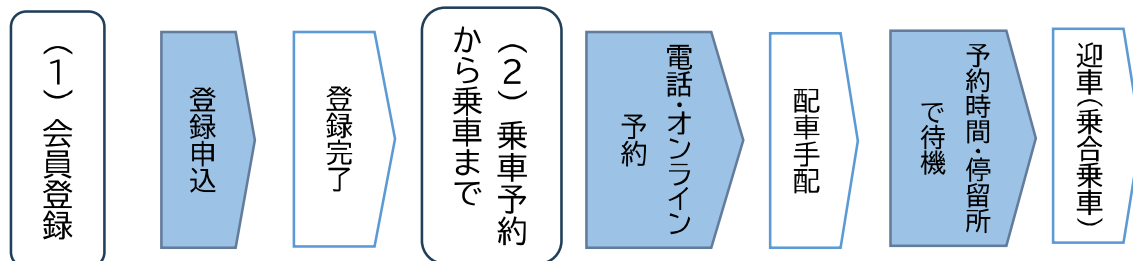 （１）会員登録
登録申込
登録完了
（２）乗車予約
から乗車まで
電話・オンライン
予約
配車手配
予約時間・停留所
で待機
迎車（乗合乗車）